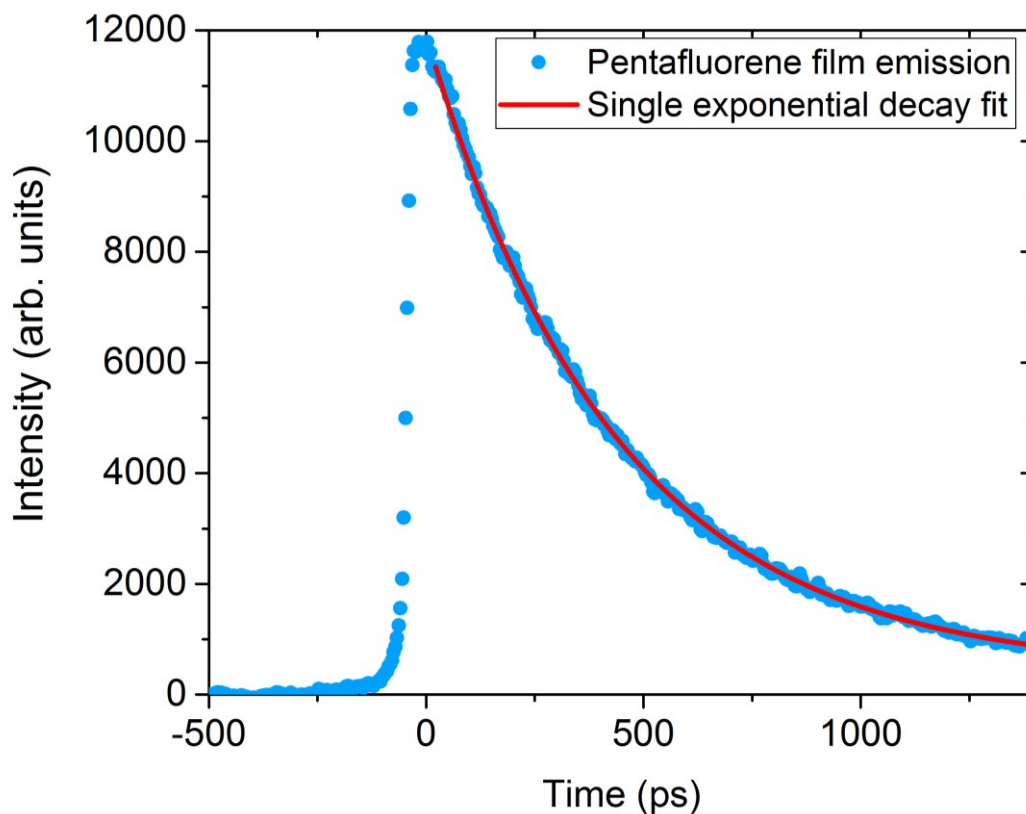 12000
10000
8000
6000
4000
2000
0
-500
0
500
1000
Intensity (arb. units)
Time (ps)
Pentafluorene film emission
Single exponential decay fit